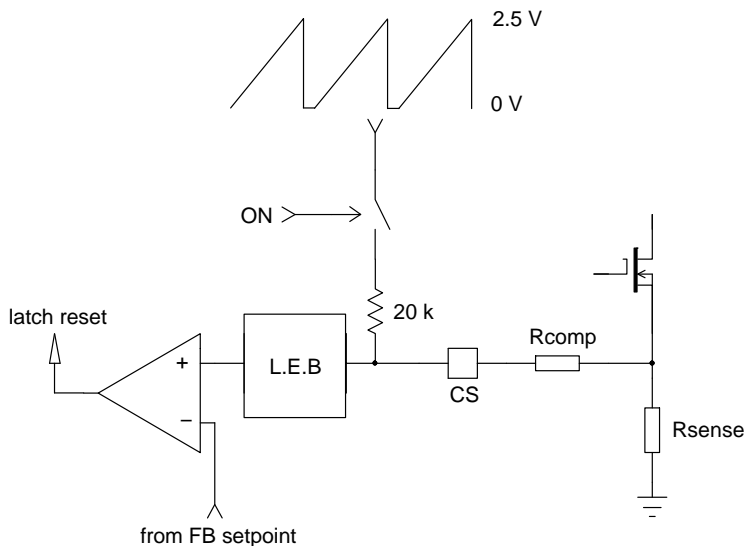 2.5 V
0 V
ON
20 k
latch reset
Rcomp
+
L.E.B
CS
−
Rsense
from FB setpoint